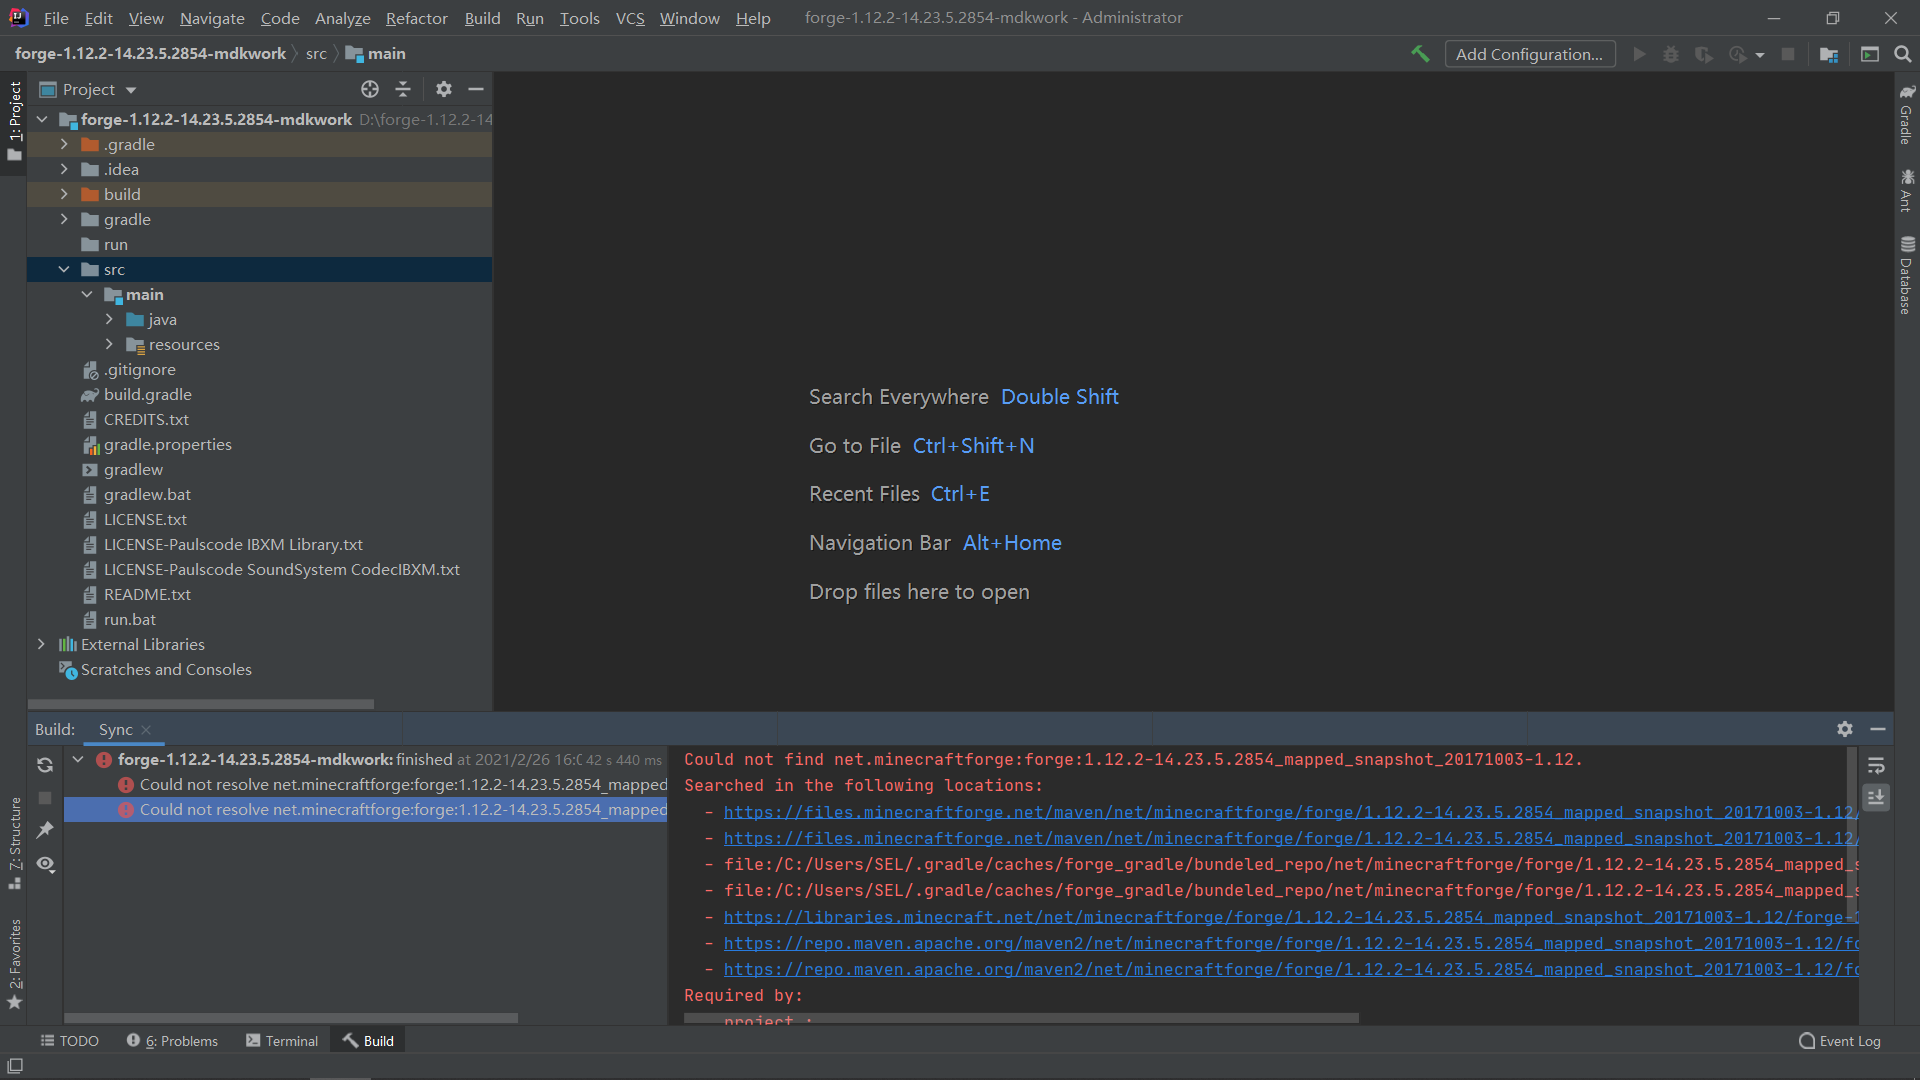 File Edit View Navigate Code Analyze Refactor Build Run Tools VCS Window Help forge-1.12.2-14.23.5.2854-mdkwork - Administrator
forge-1.12.2-14.23.5.2854-mdkwork src main Add Configuration...
1: Project
Project
forge-1.12.2-14.23.5.2854-mdkwork D:\forge-1.12.2-14
.gradle
.idea
build
gradle
run
src
main
java
resources
.gitignore
build.gradle
CREDITS.txt
gradle.properties
gradlew
gradlew.bat
LICENSE.txt
LICENSE-Paulscode IBXM Library.txt
LICENSE-Paulscode SoundSystem CodecIBXM.txt
README.txt
run.bat
External Libraries
Scratches and Consoles
Search Everywhere Double Shift
Go to File Ctrl+Shift+N
Recent Files Ctrl+E
Navigation Bar Alt+Home
Drop files here to open
Gradle
Ant
Database
Build: Sync
forge-1.12.2-14.23.5.2854-mdkwork: finished at 2021/2/26 16:0 42 s 440 ms
Could not resolve net.minecraftforge:forge:1.12.2-14.23.5.2854_mapped
Could not resolve net.minecraftforge:forge:1.12.2-14.23.5.2854_mapped
Could not find net.minecraftforge:forge:1.12.2-14.23.5.2854_mapped_snapshot_20171003-1.12.
Searched in the following locations:
- https://files.minecraftforge.net/maven/net/minecraftforge/forge/1.12.2-14.23.5.2854_mapped_snapshot_20171003-1.12/
- https://files.minecraftforge.net/maven/net/minecraftforge/forge/1.12.2-14.23.5.2854_mapped_snapshot_20171003-1.12/
- file:/C:/Users/SEL/.gradle/caches/forge_gradle/bundeled_repo/net/minecraftforge/forge/1.12.2-14.23.5.2854_mapped_s
- file:/C:/Users/SEL/.gradle/caches/forge_gradle/bundeled_repo/net/minecraftforge/forge/1.12.2-14.23.5.2854_mapped_s
- https://libraries.minecraft.net/net/minecraftforge/forge/1.12.2-14.23.5.2854_mapped_snapshot_20171003-1.12/forge-1
- https://repo.maven.apache.org/maven2/net/minecraftforge/forge/1.12.2-14.23.5.2854_mapped_snapshot_20171003-1.12/fo
- https://repo.maven.apache.org/maven2/net/minecraftforge/forge/1.12.2-14.23.5.2854_mapped_snapshot_20171003-1.12/fo
Required by:
project :
Z: Structure
2: Favorites
TODO 6: Problems Terminal Build Event Log